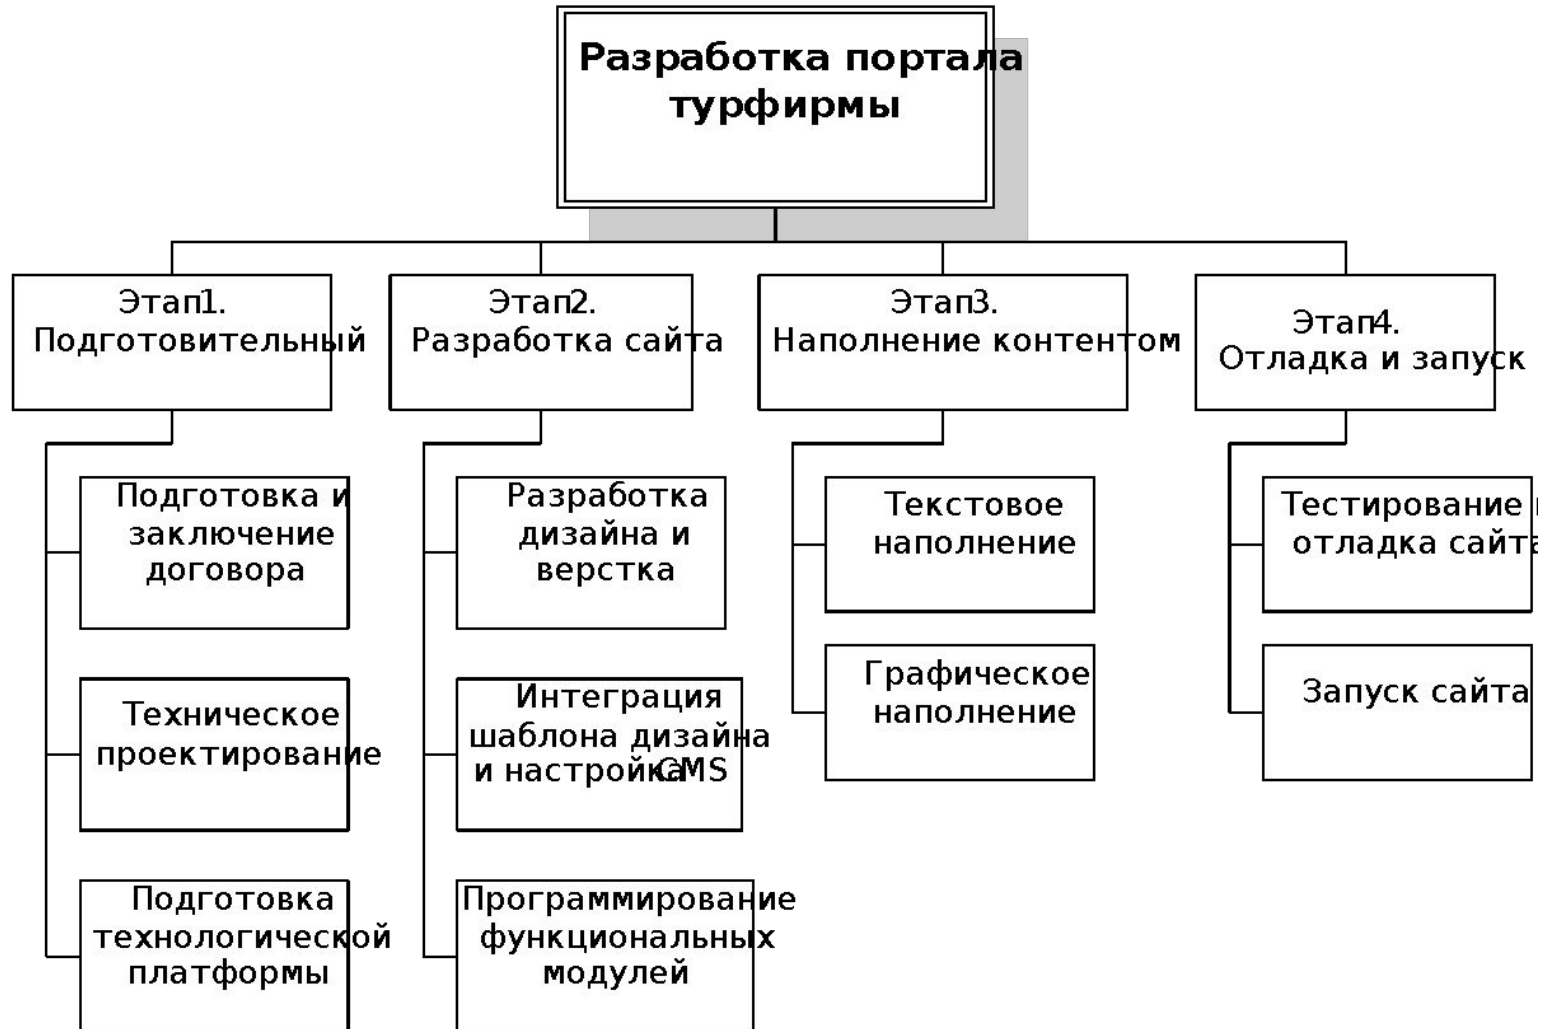 Разработка портала
турфирмы
Этап1.
Подготовительный
Этап2.
Разработка сайта
Этап3.
Наполнение контентом
Этап4.
Отладка и запуск
Подготовка и
заключение
договора
Техническое
проектирование
Подготовка
технологической
платформы
Разработка
дизайна и
верстка
Интеграция
шаблона дизайна
и настройка CMS
Программирование
функциональных
модулей
Текстовое
наполнение
Графическое
наполнение
Тестирование и
отладка сайта
Запуск сайта